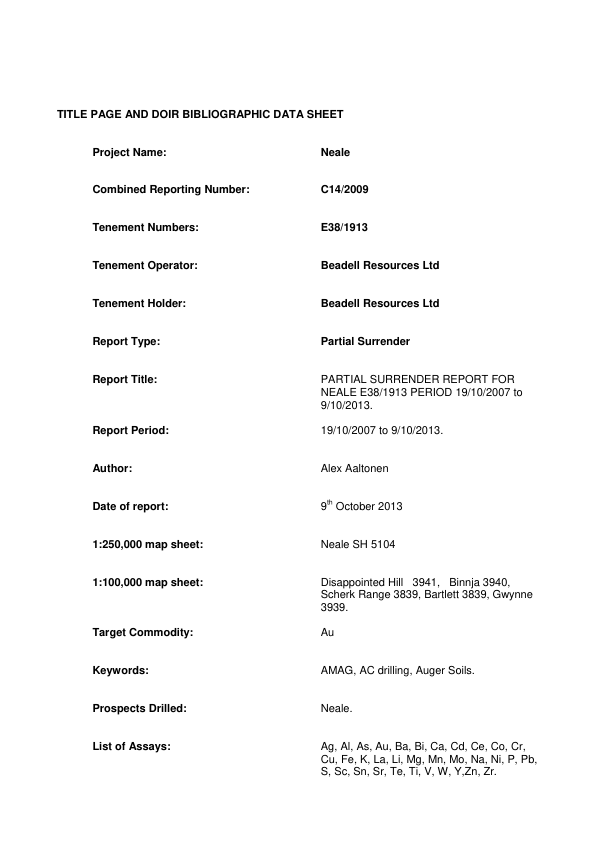 TITLE PAGE AND DOIR BIBLIOGRAPHIC DATA SHEET
Project Name: Neale
Combined Reporting Number: C14/2009
Tenement Numbers: E38/1913
Tenement Operator: Beadell Resources Ltd
Tenement Holder: Beadell Resources Ltd
Report Type: Partial Surrender
Report Title: PARTIAL SURRENDER REPORT FOR
NEALE E38/1913 PERIOD 19/10/2007 to
9/10/2013.
Report Period: 19/10/2007 to 9/10/2013.
Author: Alex Aaltonen
Date of report: 9th October 2013
1:250,000 map sheet: Neale SH 5104
1:100,000 map sheet: Disappointed Hill 3941, Binnja 3940,
Scherk Range 3839, Bartlett 3839, Gwynne
3939.
Target Commodity: Au
Keywords: AMAG, AC drilling, Auger Soils.
Prospects Drilled: Neale.
List of Assays: Ag, Al, As, Au, Ba, Bi, Ca, Cd, Ce, Co, Cr,
Cu, Fe, K, La, Li, Mg, Mn, Mo, Na, Ni, P, Pb,
S, Sc, Sn, Sr, Te, Ti, V, W, Y,Zn, Zr.